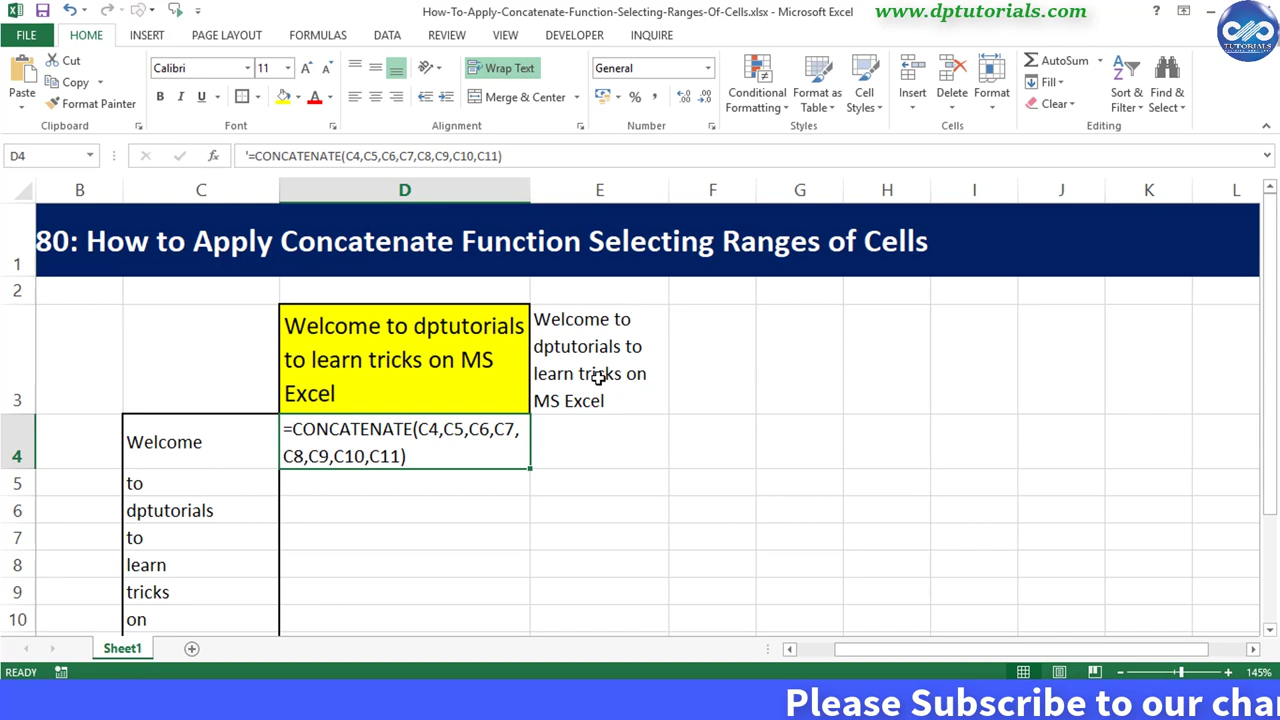 How-To-Apply-Concatenate-Function-Selecting-Ranges-Of-Cells.xlsx - Microsoft Excel
www.dptutorials.com
TUTORIALS
FILE HOME INSERT PAGE LAYOUT FORMULAS DATA REVIEW VIEW DEVELOPER INQUIRE
Paste
Cut
Copy
Format Painter
Clipboard
Calibri 11
B I U
Font
Wrap Text
Merge & Center
Alignment
General
Number
Conditional
Formatting
Format as
Table
Cell
Styles
Styles
Insert Delete Format
Cells
AutoSum
Fill
Clear
Sort &
Filter
Find &
Select
Editing
D4 fx '=CONCATENATE(C4,C5,C6,C7,C8,C9,C10,C11)
B C D E F G H I J K L
1 80: How to Apply Concatenate Function Selecting Ranges of Cells
2
3
Welcome to dptutorials
to learn tricks on MS
Excel
Welcome to
dptutorials to
learn tricks on
MS Excel
4 Welcome
=CONCATENATE(C4,C5,C6,C7,
C8,C9,C10,C11)
5 to
6 dptutorials
7 to
8 learn
9 tricks
10 on
Sheet1
READY 145%
Please Subscribe to our cha